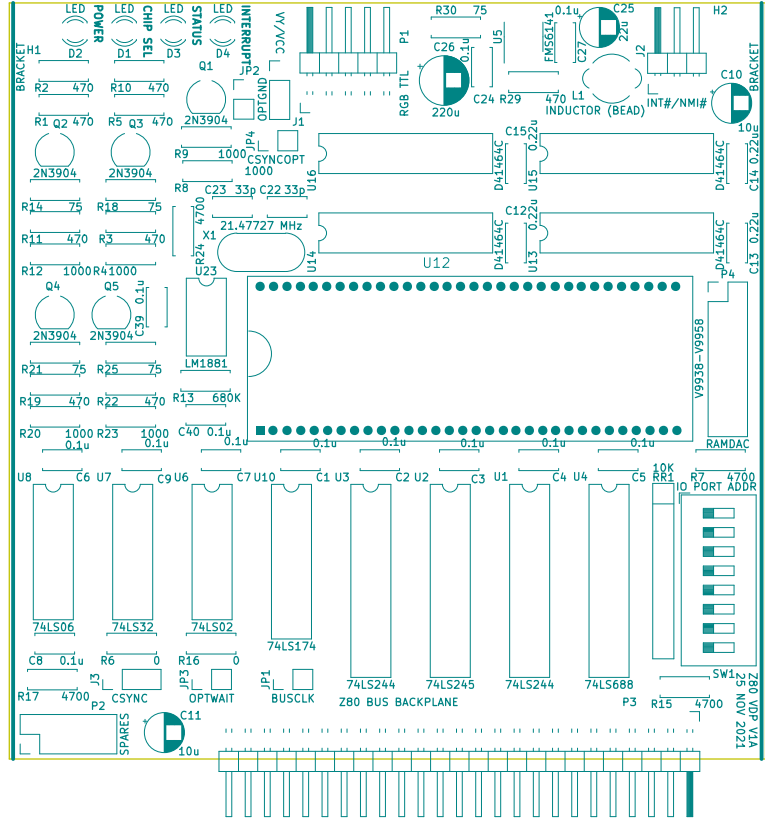 LED
LED
LED
LED
H1
D2
D1
D3
D4
POWER
CHIP SEL
STATUS
INTERRUPT
VY/VCC
BRACKET
R2 470
R10 470
R1 470
R5 470
Q2
Q3
Q1
2N3904
2N3904
2N3904
JP2
OPTGND
J1
JP4
CSYNCOPT
R9 1000
R8 1000
P1
RGB TTL
R30 75
C26
0.1u
220u
C24
U5
FMS6141
R29 470
0.1u
C25
22u
C27
L1
INDUCTOR (BEAD)
J2
H2
INT#/NMI#
BRACKET
C10
10u
U16
D41464C
C15 0.22u
U15
D41464C
C14 0.22u
U14
D41464C
C12 0.22u
U13
D41464C
C13 0.22u
R14 75
R18 75
R11 470
R3 470
R12 1000
R4 1000
C23 33p
C22 33p
4700
R24
X1
21.47727 MHz
U12
V9938-V9958
P4
RAMDAC
Q4
Q5
2N3904
2N3904
C39 0.1u
U23
LM1881
R21 75
R25 75
R19 470
R22 470
R20 1000
R23 1000
R13 680K
C40 0.1u
0.1u
0.1u
0.1u
0.1u
0.1u
0.1u
0.1u
U8 C6
U7 C9
U6 C7
U10 C1
U3 C2
U2 C3
U1 C4
U4 C5
10K
RR1
R7 4700
IO PORT ADDR
SW1
74LS06
74LS32
74LS02
74LS174
74LS244
74LS245
74LS244
74LS688
C8 0.1u
R6 0
R16 0
R17 4700
J3
CSYNC
JP3
OPTWAIT
JP1
BUSCLK
Z80 BUS BACKPLANE
P3
R15 4700
Z80 VDP V1A
25 NOV 2021
P2
SPARES
C11
10u